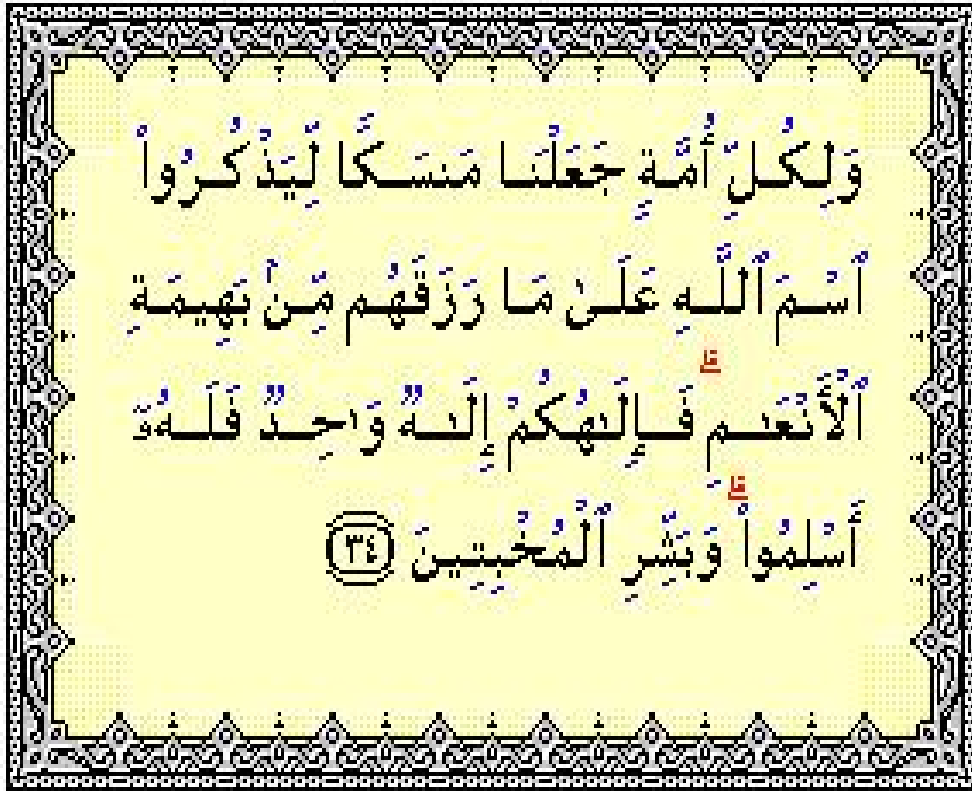 وَلِكُلِّ أُمَّةٍ جَعَلْنَا مَنسَكًا لِّيَذْكُرُوا۟
ٱسْمَ ٱللَّهِ عَلَىٰ مَا رَزَقَهُم مِّنۢ بَهِيمَةِ
ٱلْأَنْعَـٰمِ ۗ فَإِلَـٰهُكُمْ إِلَـٰهٌ وَٰحِدٌ فَلَهُۥٓ
أَسْلِمُوا۟ ۗ وَبَشِّرِ ٱلْمُخْبِتِينَ ٣٤